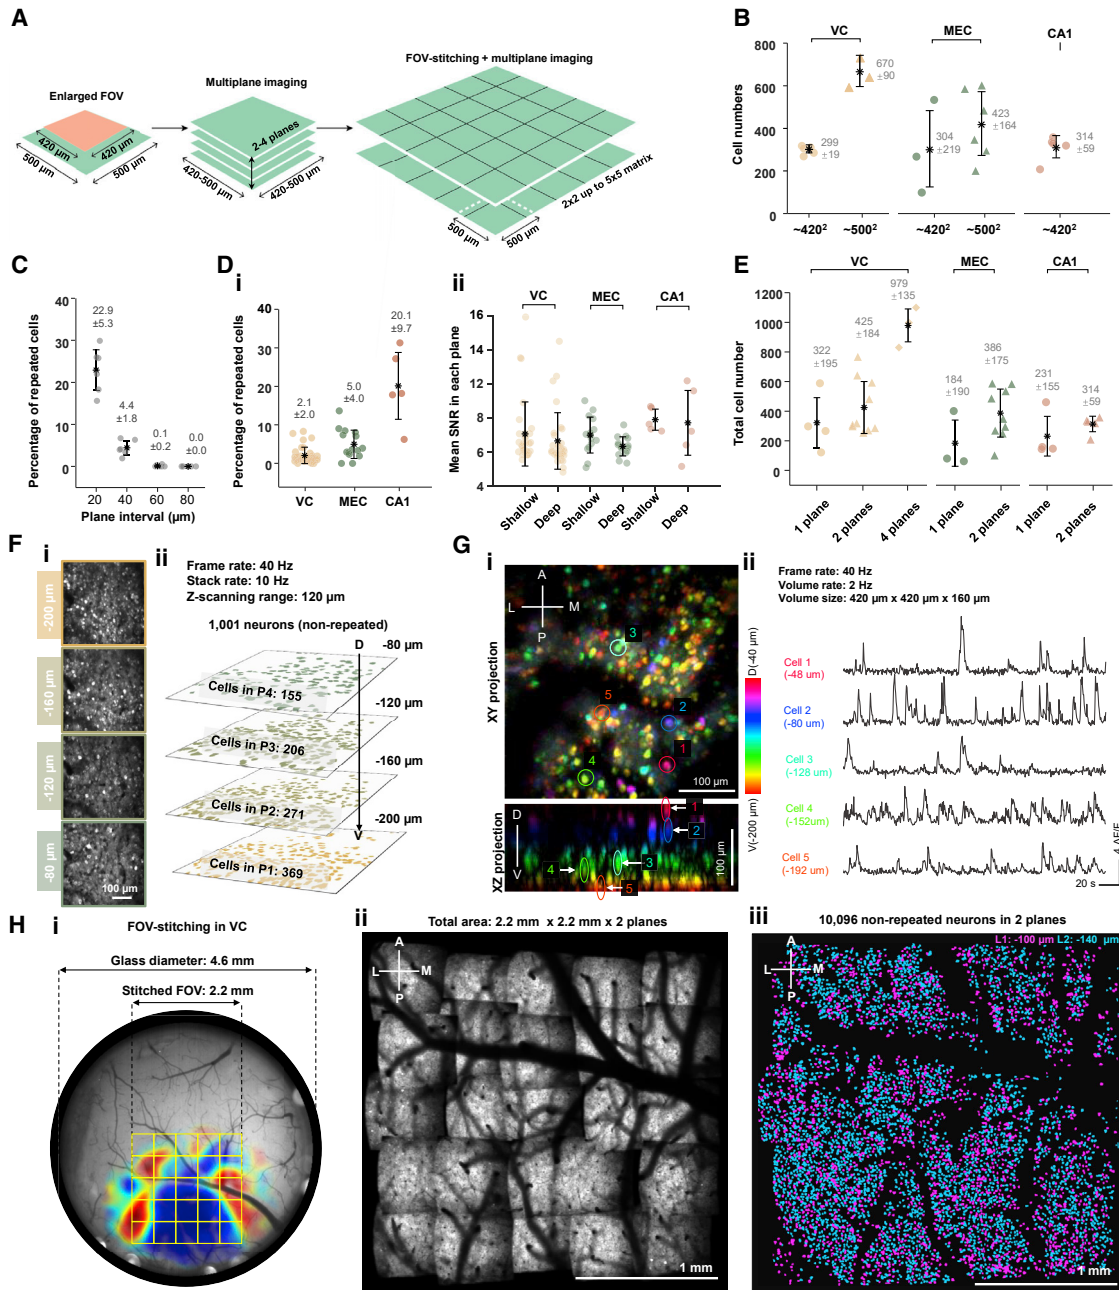 A
Enlarged FOV
420 µm
420 µm
500 µm
500 µm
Multiplane imaging
2-4 planes
420-500 µm
420-500 µm
FOV-stitching + multiplane imaging
2x2 up to 5x5 matrix
500 µm
500 µm
B
VC
MEC
CA1
Cell numbers
800
600
400
200
0
299
±19
670
±90
304
±219
423
±164
314
±59
~420²
~500²
~420²
~500²
~420²
C
Percentage of repeated cells
40
30
20
10
0
22.9
±5.3
4.4
±1.8
0.1
±0.2
0.0
±0.0
20
40
60
80
Plane interval (µm)
D
i
Percentage of repeated cells
40
30
20
10
0
2.1
±2.0
5.0
±4.0
20.1
±9.7
VC
MEC
CA1
ii
VC
MEC
CA1
Mean SNR in each plane
16
14
12
10
8
6
4
Shallow
Deep
Shallow
Deep
Shallow
Deep
E
VC
MEC
CA1
Total cell number
1200
1000
800
600
400
200
0
322
±195
425
±184
979
±135
184
±190
386
±175
231
±155
314
±59
1 plane
2 planes
4 planes
1 plane
2 planes
1 plane
2 planes
F
i
-200 µm
-160 µm
-120 µm
-80 µm
100 µm
ii
Frame rate: 40 Hz
Stack rate: 10 Hz
Z-scanning range: 120 µm
1,001 neurons (non-repeated)
D
-80 µm
Cells in P4: 155
-120 µm
Cells in P3: 206
-160 µm
Cells in P2: 271
-200 µm
V
Cells in P1: 369
G
i
XY projection
A
L
M
P
3
5
2
1
4
100 µm
D(-40 µm)
V(-200 µm)
XZ projection
D
V
1
2
3
4
5
100 µm
ii
Frame rate: 40 Hz
Volume rate: 2 Hz
Volume size: 420 µm x 420 µm x 160 µm
Cell 1
(-48 um)
Cell 2
(-80 um)
Cell 3
(-128 um)
Cell 4
(-152um)
Cell 5
(-192 um)
4 ΔF/F
20 s
H
i
FOV-stitching in VC
Glass diameter: 4.6 mm
Stitched FOV: 2.2 mm
ii
Total area: 2.2 mm x 2.2 mm x 2 planes
A
L
M
P
1 mm
iii
10,096 non-repeated neurons in 2 planes
L1: -100 µm L2: -140 µm
A
L
M
P
1 mm